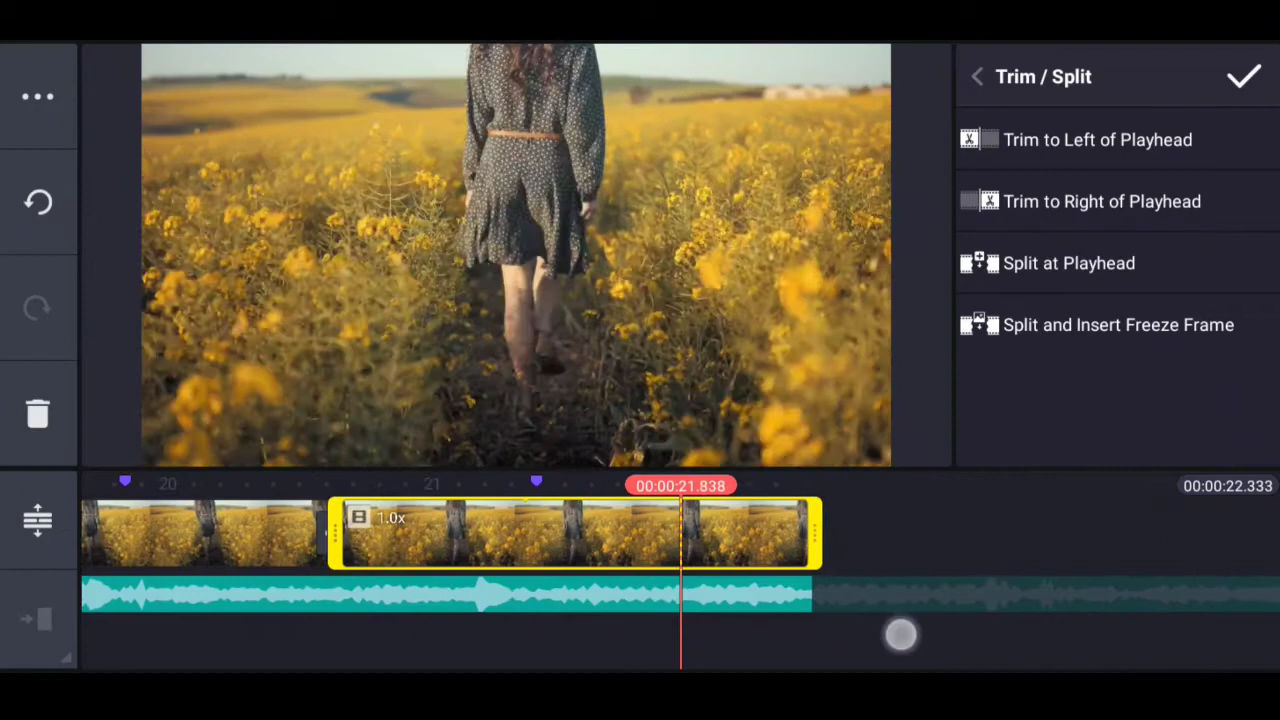 Trim / Split
Trim to Left of Playhead
Trim to Right of Playhead
Split at Playhead
Split and Insert Freeze Frame
20
21
00:00:21.838
00:00:22.333
1.0x